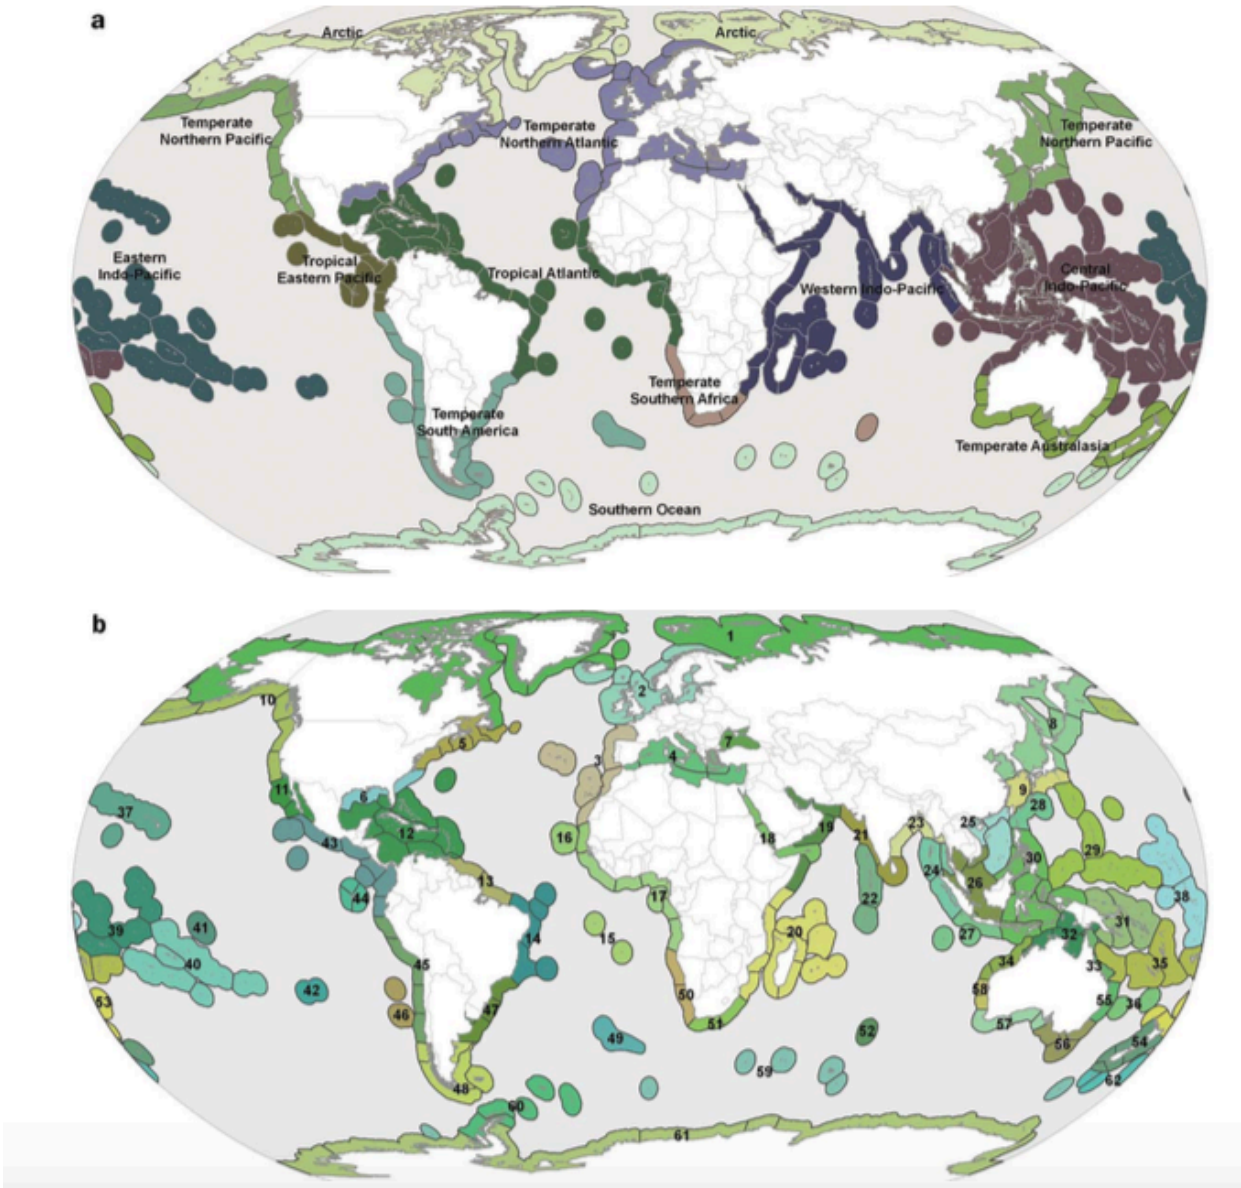 a
Arctic
Arctic
Temperate
Northern Pacific
Temperate
Northern Atlantic
Temperate
Northern Pacific
Eastern
Indo-Pacific
Tropical
Eastern Pacific
Tropical Atlantic
Western Indo-Pacific
Central
Indo-Pacific
Temperate
South America
Temperate
Southern Africa
Temperate Australasia
Southern Ocean
b
1
2
10
5
3
4
7
8
11
6
9
37
12
16
18
19
21
23
25
28
43
13
17
24
26
30
29
44
22
38
39
41
40
14
15
20
27
32
31
42
45
46
47
50
51
34
33
35
58
55
36
53
49
52
57
56
54
48
59
62
60
61